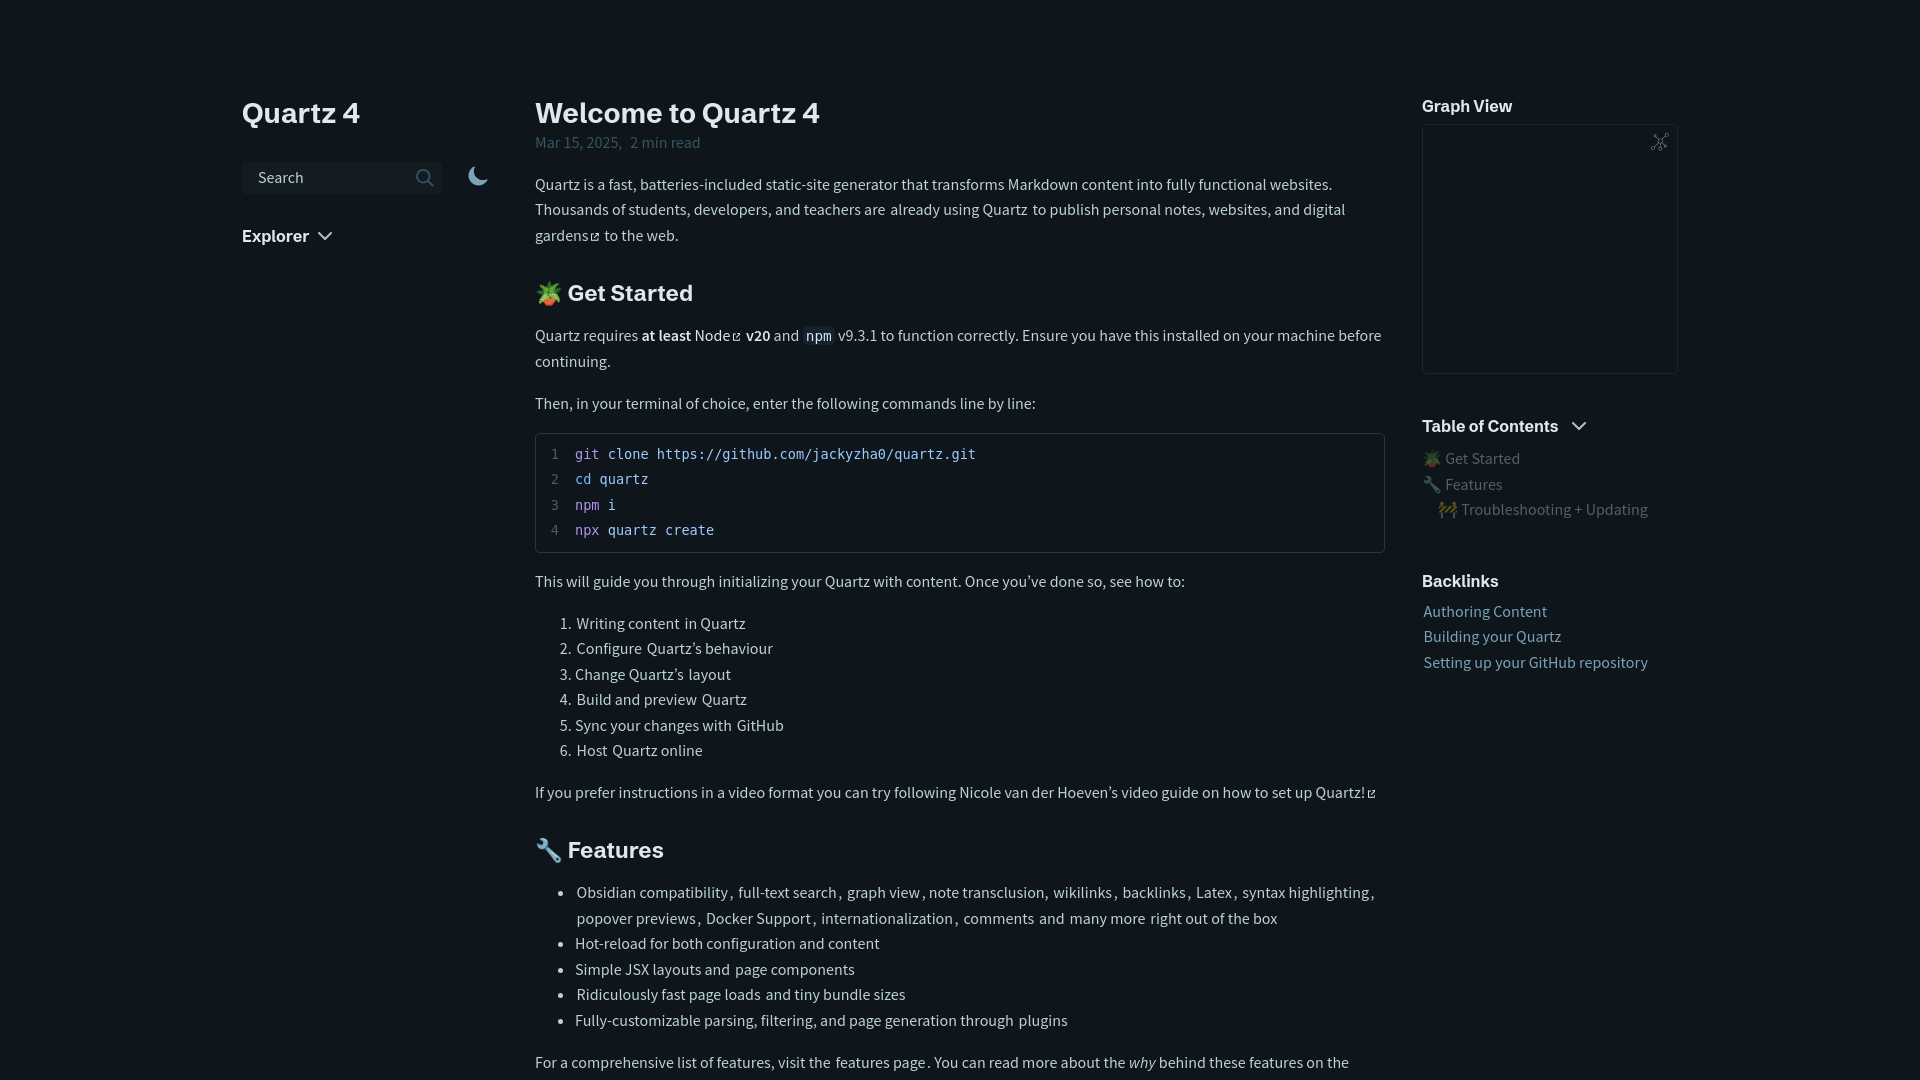 Quartz 4
Search
Explorer
Welcome to Quartz 4
Mar 15, 2025, 2 min read
Quartz is a fast, batteries-included static-site generator that transforms Markdown content into fully functional websites.
Thousands of students, developers, and teachers are already using Quartz to publish personal notes, websites, and digital
gardens to the web.
🪴 Get Started
Quartz requires at least Node v20 and npm v9.3.1 to function correctly. Ensure you have this installed on your machine before
continuing.
Then, in your terminal of choice, enter the following commands line by line:
1 git clone https://github.com/jackyzha0/quartz.git
2 cd quartz
3 npm i
4 npx quartz create
This will guide you through initializing your Quartz with content. Once you’ve done so, see how to:
1. Writing content in Quartz
2. Configure Quartz’s behaviour
3. Change Quartz’s layout
4. Build and preview Quartz
5. Sync your changes with GitHub
6. Host Quartz online
If you prefer instructions in a video format you can try following Nicole van der Hoeven’s video guide on how to set up Quartz!
🔧 Features
• Obsidian compatibility, full-text search, graph view, note transclusion, wikilinks, backlinks, Latex, syntax highlighting,
popover previews, Docker Support, internationalization, comments and many more right out of the box
• Hot-reload for both configuration and content
• Simple JSX layouts and page components
• Ridiculously fast page loads and tiny bundle sizes
• Fully-customizable parsing, filtering, and page generation through plugins
For a comprehensive list of features, visit the features page. You can read more about the why behind these features on the
Graph View
Table of Contents
🪴 Get Started
🔧 Features
🚧 Troubleshooting + Updating
Backlinks
Authoring Content
Building your Quartz
Setting up your GitHub repository